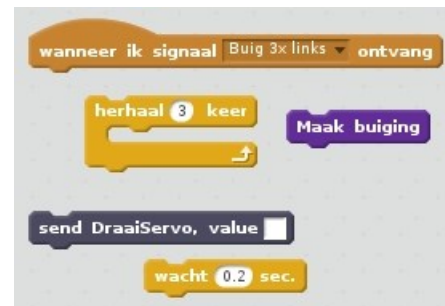 wanneer ik signaal Buig 3x links ontvang
herhaal 3 keer
Maak buiging
send DraaiServo, value
wacht 0.2 sec.